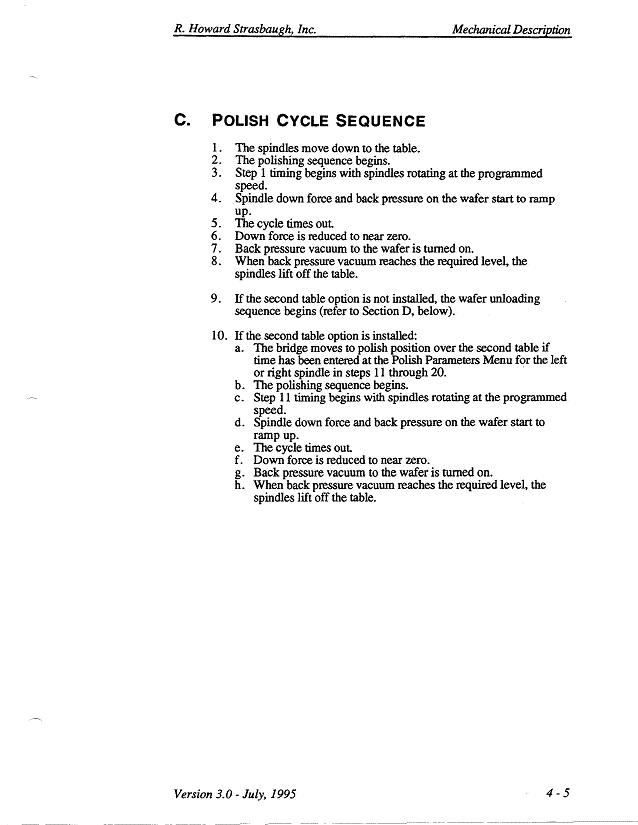 R. Howard Strasbaugh, Inc. Mechanical Description
C. POLISH CYCLE SEQUENCE
1. The spindles move down to the table.
2. The polishing sequence begins.
3. Step 1 timing begins with spindles rotating at the programmed
speed.
4. Spindle down force and back pressure on the wafer start to ramp
up.
5. The cycle times out.
6. Down force is reduced to near zero.
7. Back pressure vacuum to the wafer is turned on.
8. When back pressure vacuum reaches the required level, the
spindles lift off the table.
9. If the second table option is not installed, the wafer unloading
sequence begins (refer to Section D, below).
10. If the second table option is installed:
a. The bridge moves to polish position over the second table if
time has been entered at the Polish Parameters Menu for the left
or right spindle in steps 11 through 20.
b. The polishing sequence begins.
c. Step 11 timing begins with spindles rotating at the programmed
speed.
d. Spindle down force and back pressure on the wafer start to
ramp up.
e. The cycle times out.
f. Down force is reduced to near zero.
g. Back pressure vacuum to the wafer is turned on.
h. When back pressure vacuum reaches the required level, the
spindles lift off the table.
Version 3.0 - July, 1995 4 - 5